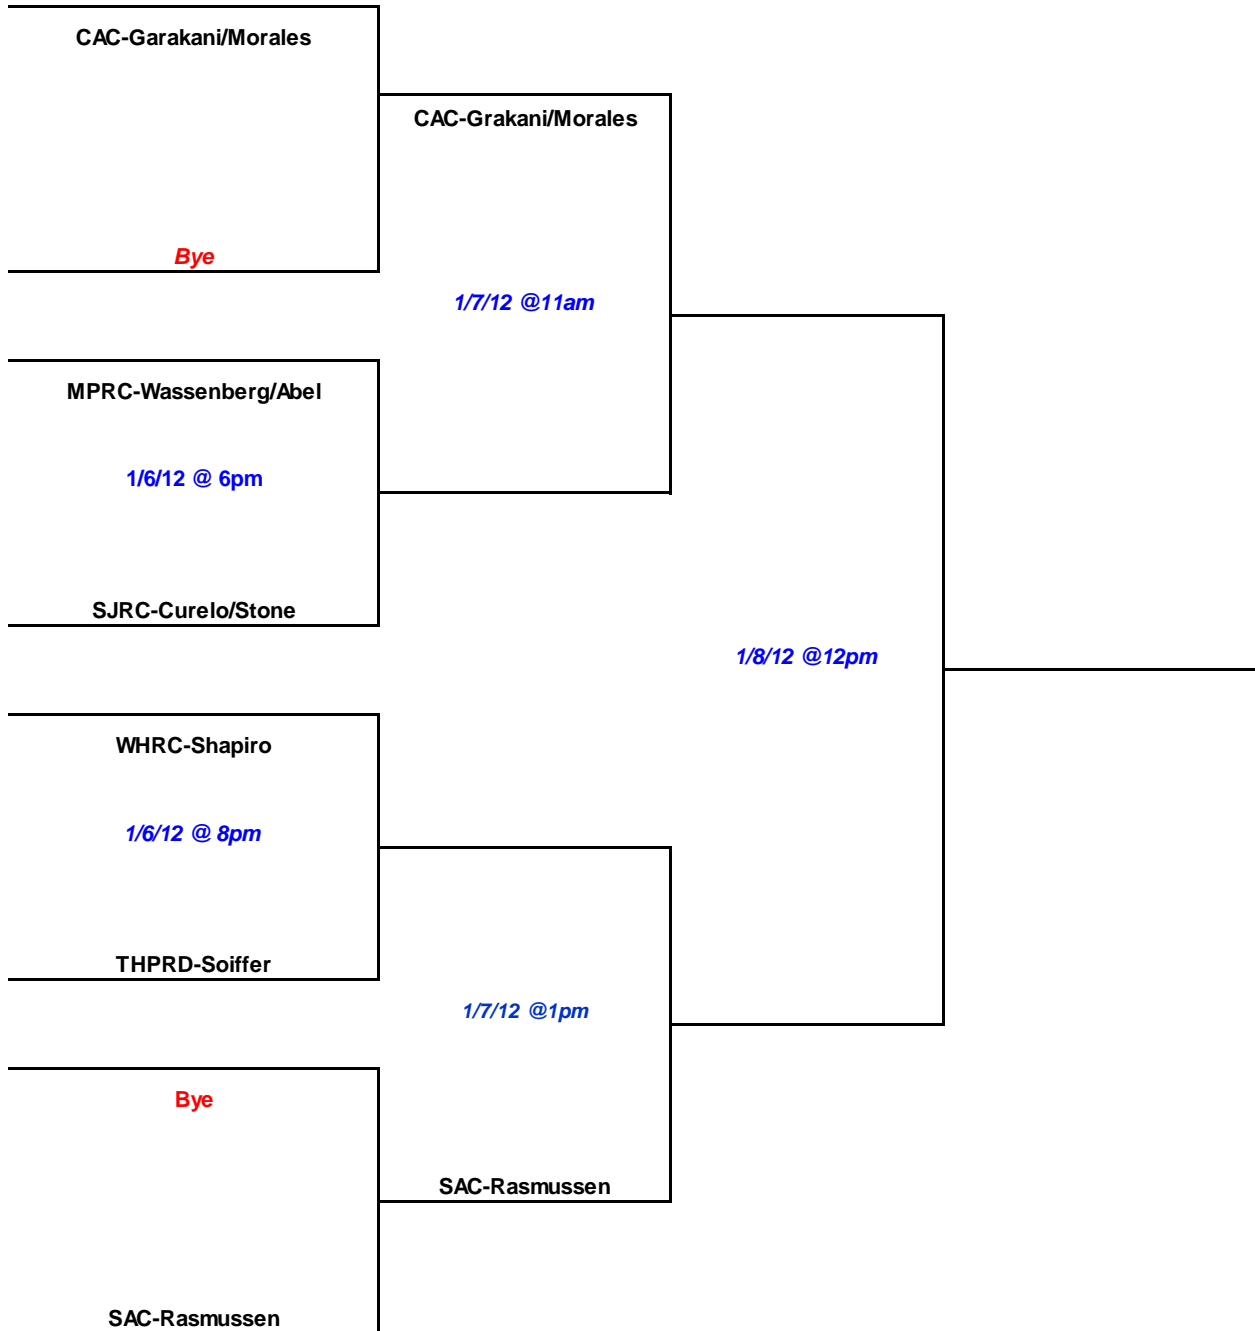 CAC-Garakani/Morales
CAC-Grakani/Morales
Bye
1/7/12 @11am
MPRC-Wassenberg/Abel
1/6/12 @ 6pm
SJRC-Curelo/Stone
1/8/12 @12pm
WHRC-Shapiro
1/6/12 @ 8pm
THPRD-Soiffer
1/7/12 @1pm
Bye
SAC-Rasmussen
SAC-Rasmussen